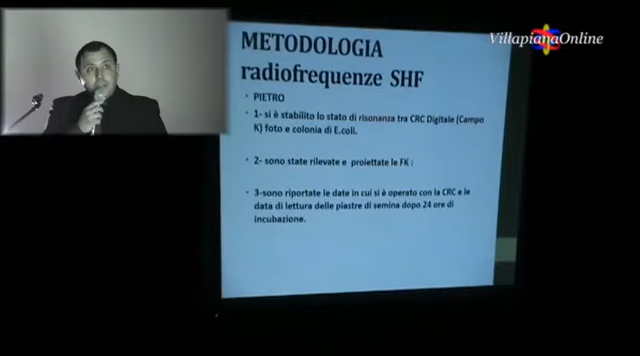 VillapianaOnline
METODOLOGIA
radiofrequenze SHF
• PIETRO
• 1- si è stabilito lo stato di risonanza tra CRC Digitale (Campo
K) foto e colonia di E.coli.
• 2- sono state rilevate e proiettate le FK :
• 3-sono riportate le date in cui si è operato con la CRC e le
data di lettura delle piastre di semina dopo 24 ore di
incubazione.